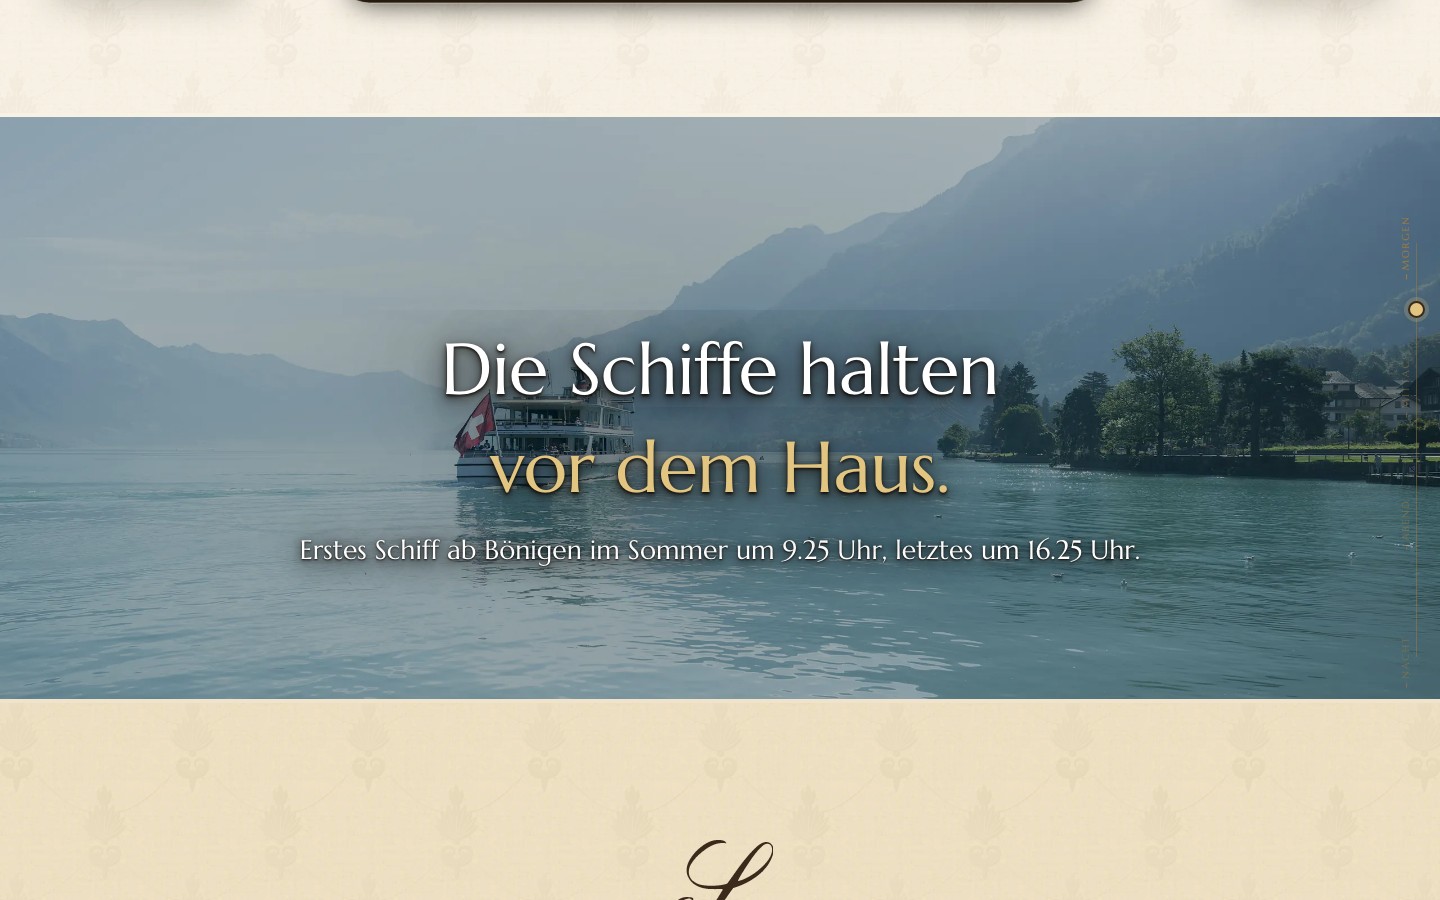 Die Schiffe halten
vor dem Haus.
Erstes Schiff ab Bönigen im Sommer um 9.25 Uhr, letztes um 16.25 Uhr.
MORGEN